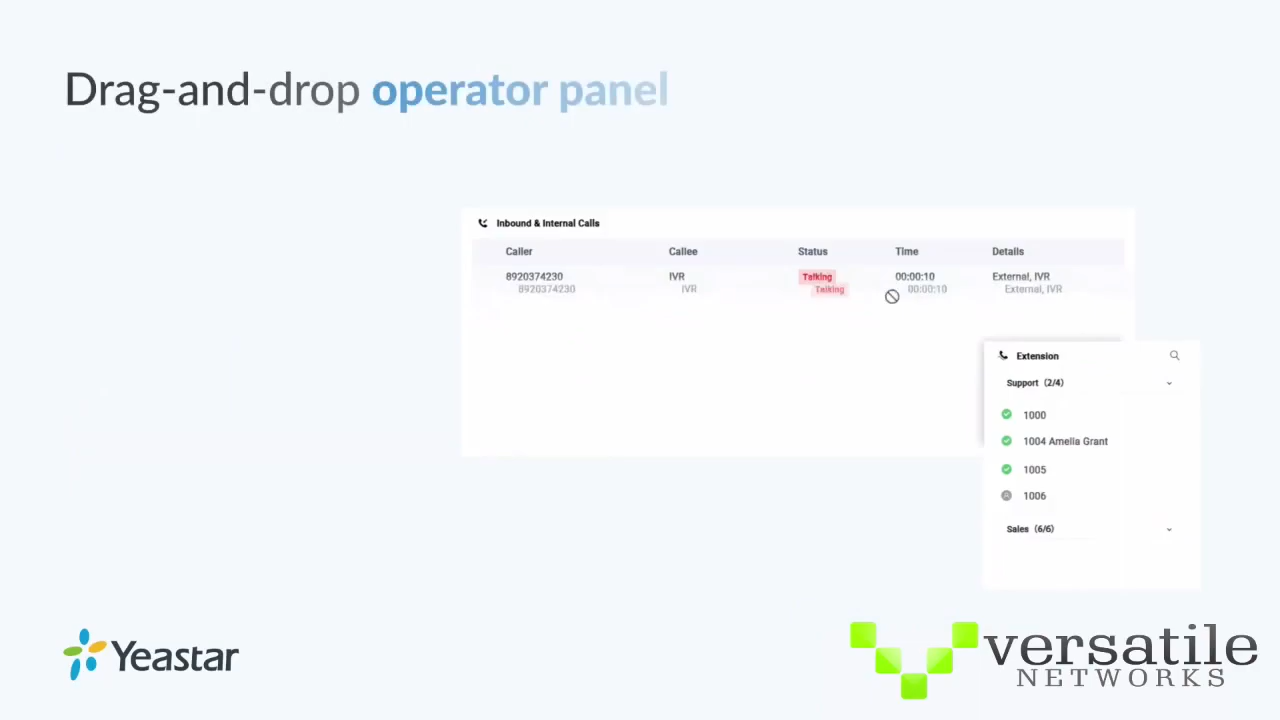 Drag-and-drop operator panel
Inbound & Internal Calls
Caller Callee Status Time Details
8920374230 IVR Talking 00:00:10 External, IVR
8920374230 IVR Talking 00:00:10 External, IVR
Extension
Support (2/4)
1000
1004 Amelia Grant
1005
1006
Sales (6/6)
Yeastar
versatile
NETWORKS